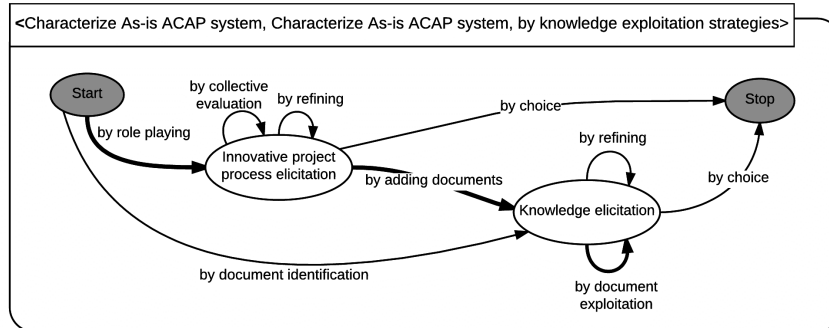 <Characterize As-is ACAP system, Characterize As-is ACAP system, by knowledge exploitation strategies>
Start
by collective
evaluation
by refining
by role playing
by choice
Stop
Innovative project
process elicitation
by refining
by adding documents
by choice
Knowledge elicitation
by document identification
by document
exploitation